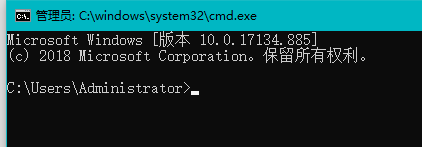 管理员: C:\windows\system32\cmd.exe
Microsoft Windows [版本 10.0.17134.885]
(c) 2018 Microsoft Corporation。保留所有权利。
C:\Users\Administrator>